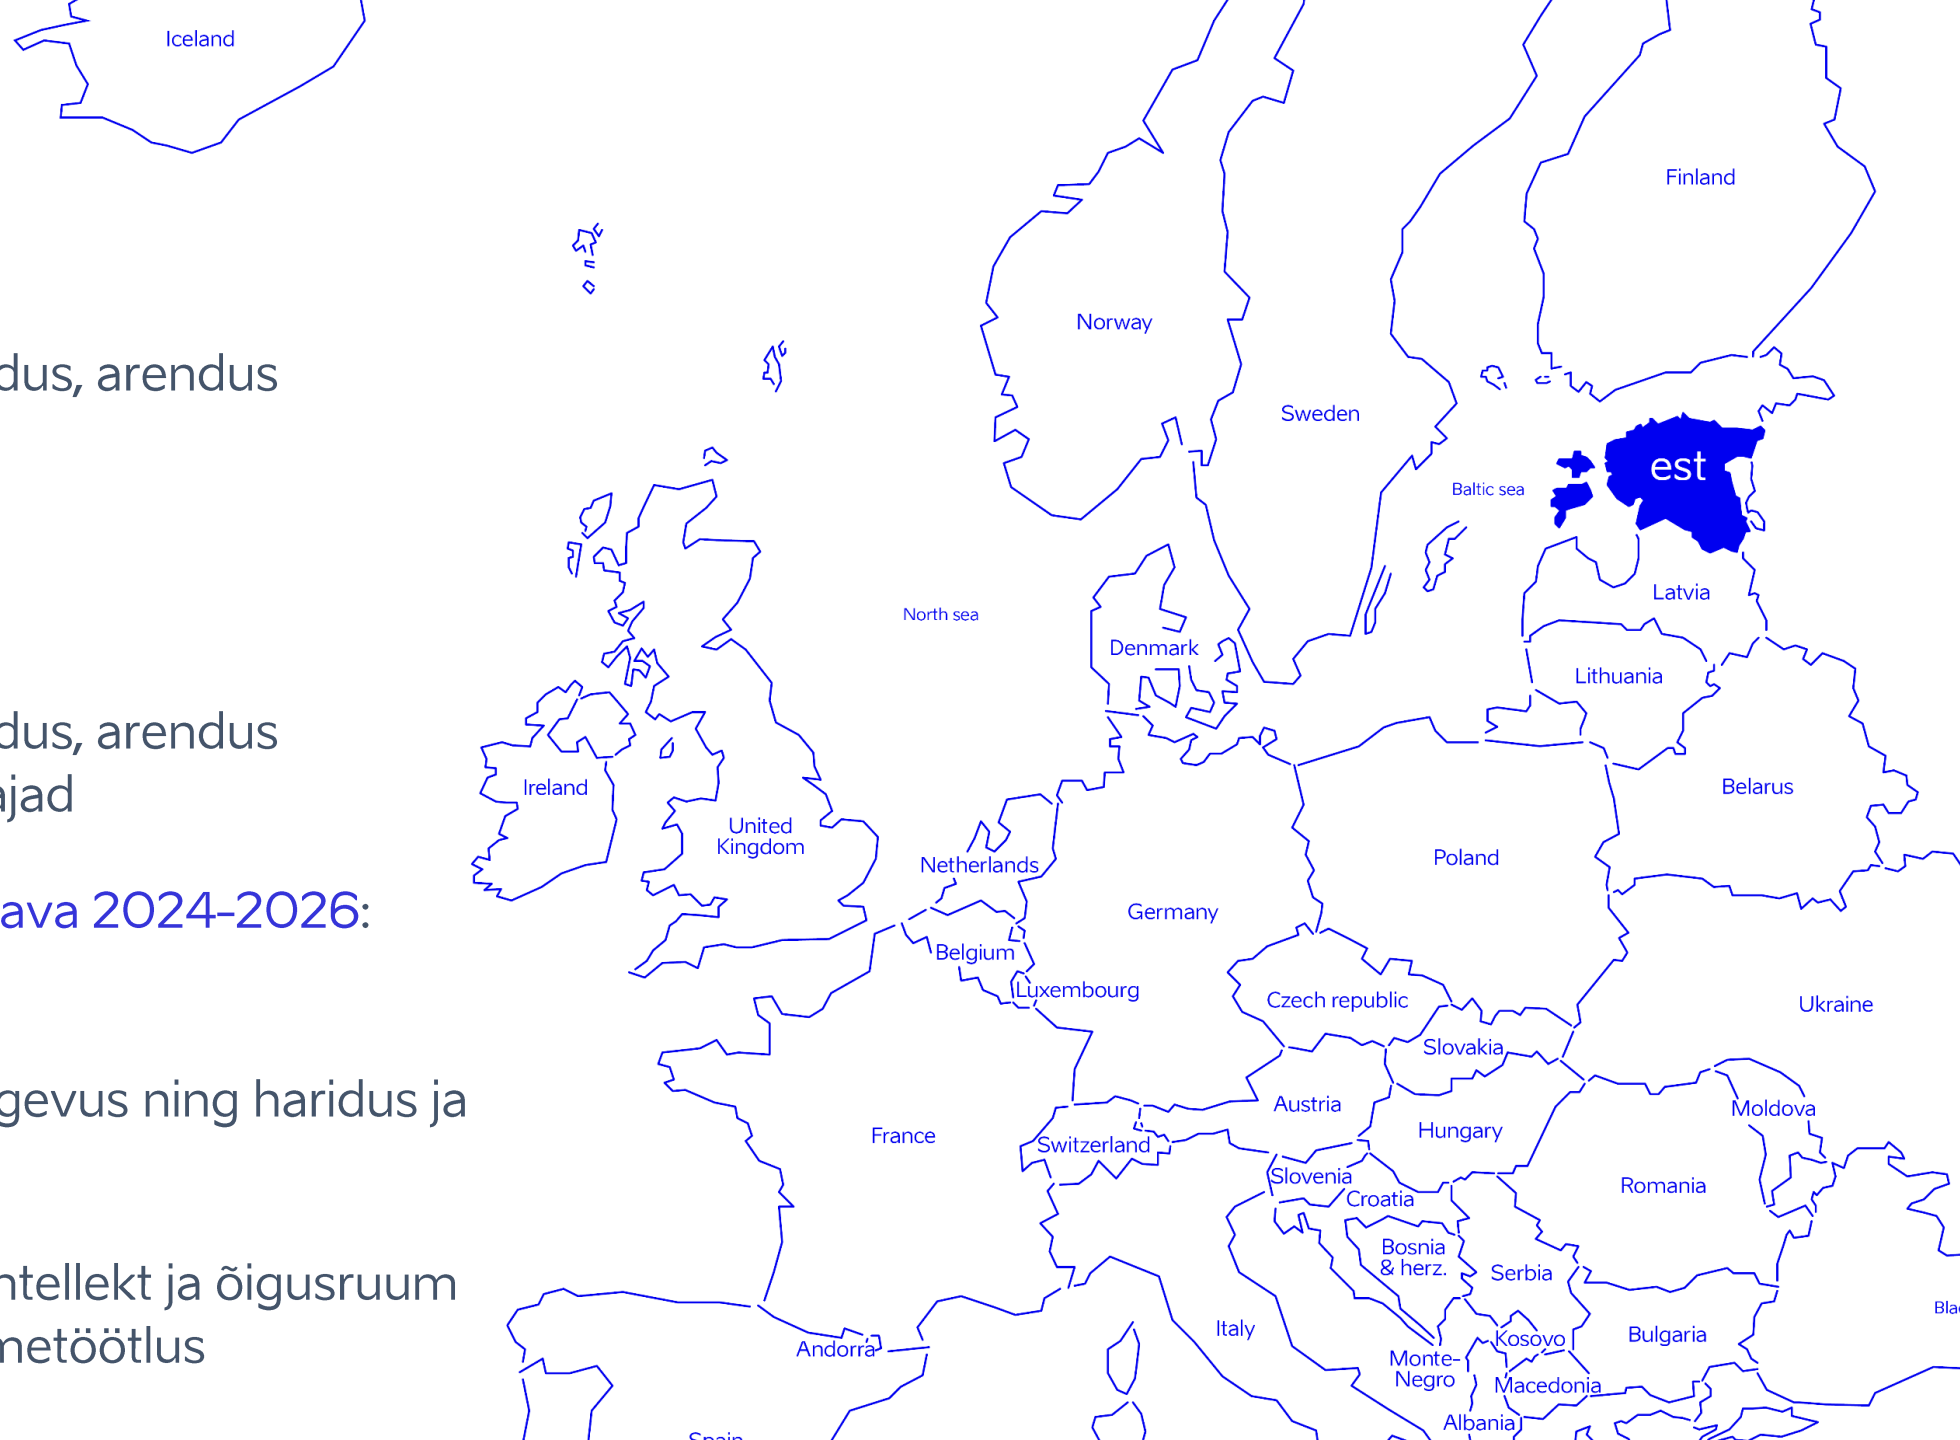 Iceland
Finland
Norway
dus, arendus
Sweden
est
Baltic sea
Latvia
North sea
Denmark
Lithuania
dus, arendus
ajad
Ireland
Belarus
United
Kingdom
Netherlands
Poland
ava 2024–2026:
Germany
Belgium
Luxembourg
Czech republic
Ukraine
Slovakia
gevus ning haridus ja
Austria
Moldova
France
Hungary
Switzerland
Slovenia
Romania
Croatia
Bosnia
& herz.
Serbia
ntellekt ja õigusruum
metöötlus
Italy
Bulgaria
Kosovo
Andorra
Monte-
Negro
Macedonia
Albania